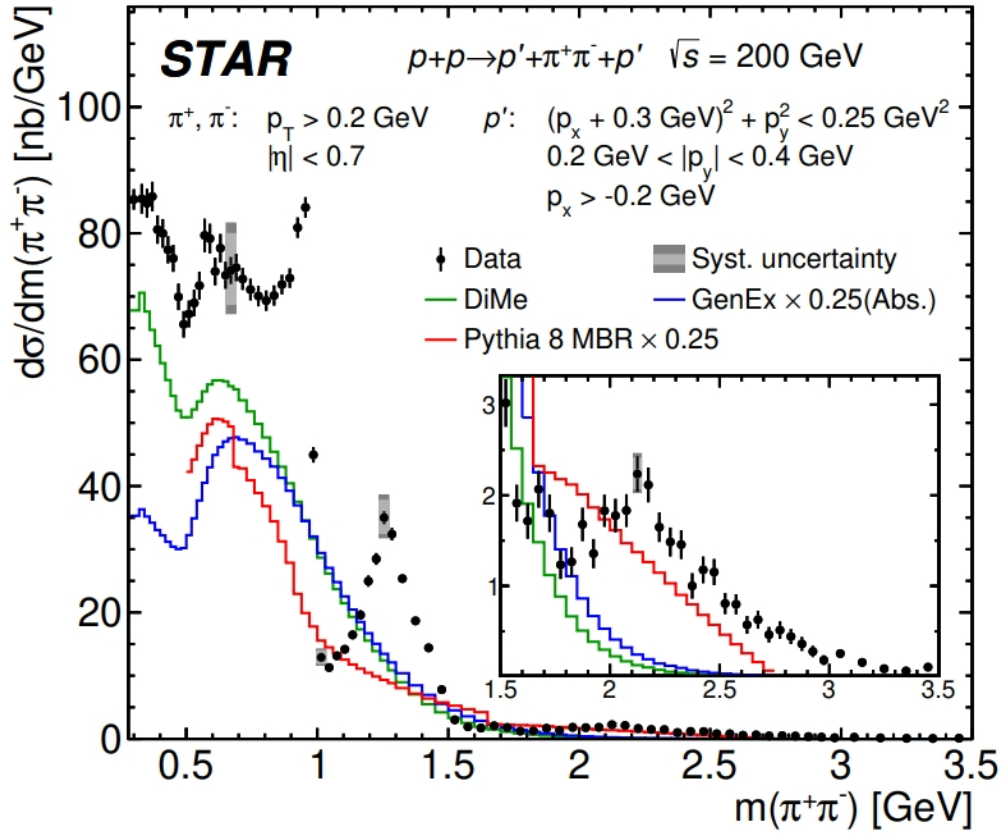 STAR
p+p→p′+π⁺π⁻+p′ √s = 200 GeV
π⁺, π⁻: p_T > 0.2 GeV
|η| < 0.7
p′: (p_x + 0.3 GeV)² + p_y² < 0.25 GeV²
0.2 GeV < |p_y| < 0.4 GeV
p_x > -0.2 GeV
Data
Syst. uncertainty
DiMe
GenEx × 0.25(Abs.)
Pythia 8 MBR × 0.25
dσ/dm(π⁺π⁻) [nb/GeV]
100
80
60
40
20
0
3
2
1
1.5 2 2.5 3 3.5
0.5 1 1.5 2 2.5 3 3.5
m(π⁺π⁻) [GeV]